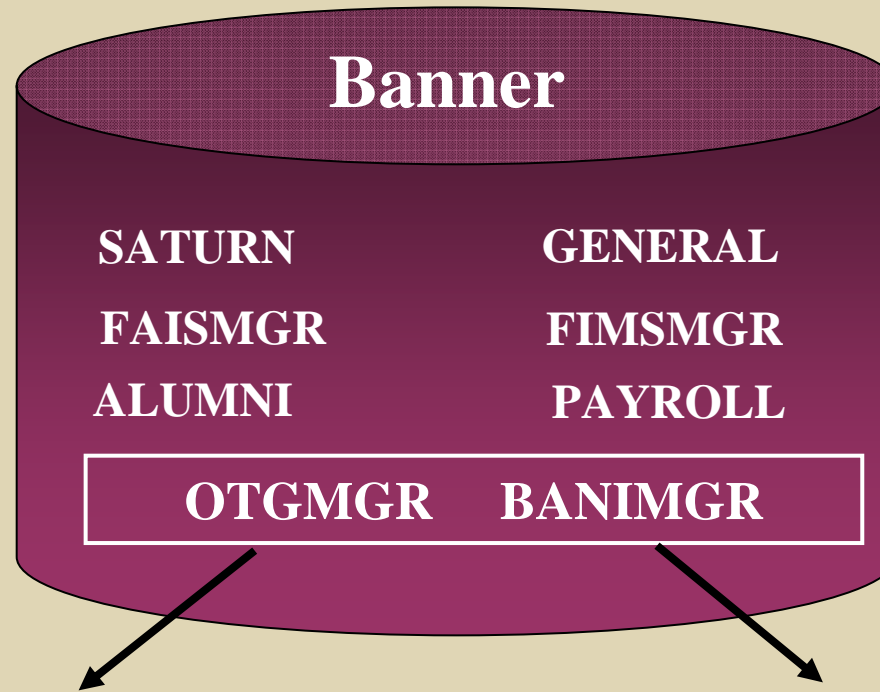 Banner
SATURN GENERAL
FAISMGR FIMSMGR
ALUMNI PAYROLL
OTGMGR BANIMGR